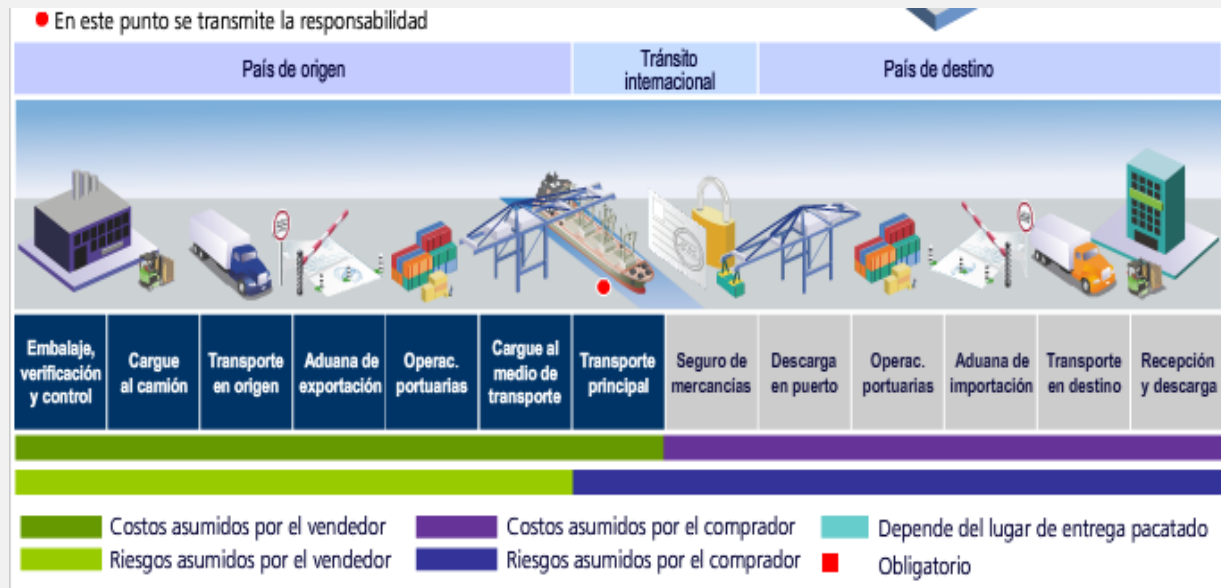 En este punto se transmite la responsabilidad
País de origen
Tránsito
internacional
País de destino
Embalaje,
verificación
y control
Cargue
al camión
Transporte
en origen
Aduana de
exportación
Operac.
portuarias
Cargue al
medio de
transporte
Transporte
principal
Seguro de
mercancías
Descarga
en puerto
Operac.
portuarias
Aduana de
importación
Transporte
en destino
Recepción
y descarga
Costos asumidos por el vendedor
Costos asumidos por el comprador
Depende del lugar de entrega pacatado
Riesgos asumidos por el vendedor
Riesgos asumidos por el comprador
Obligatorio